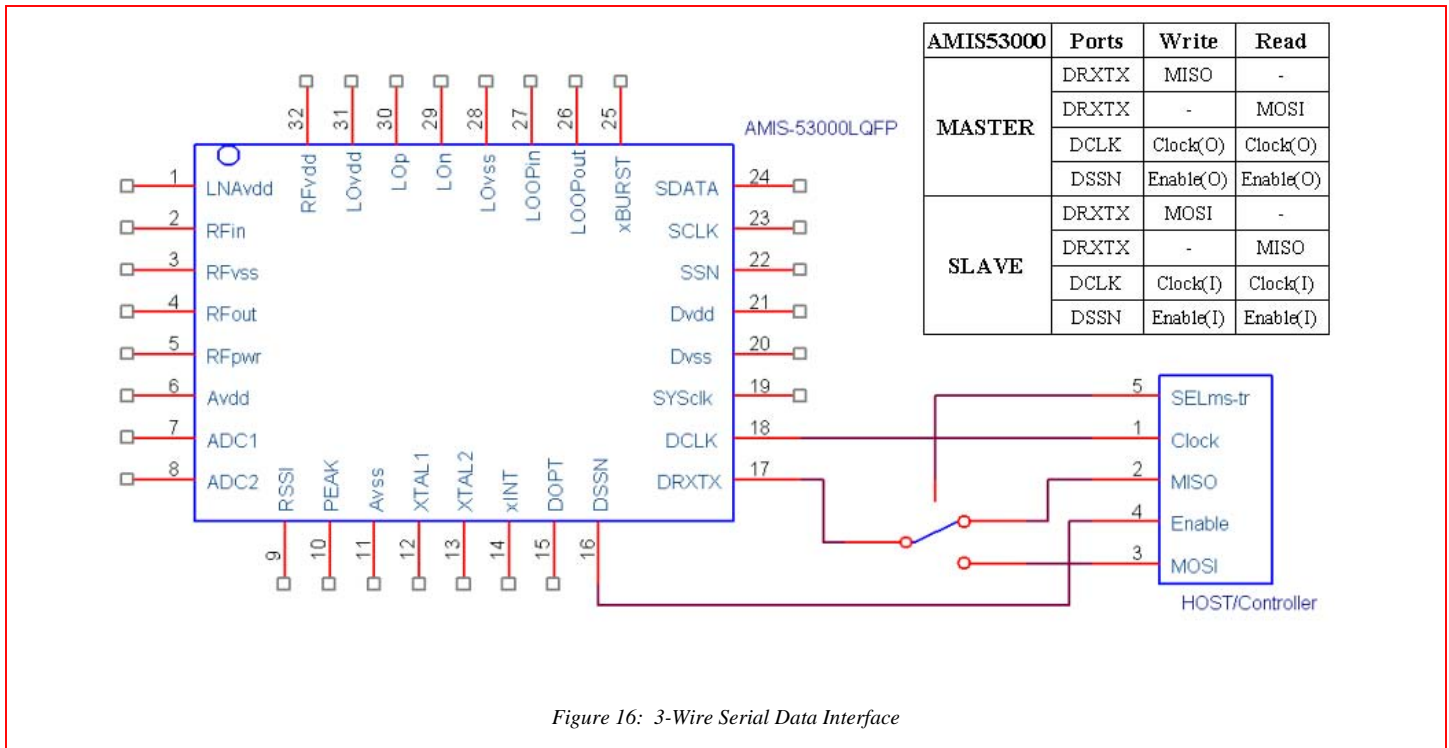 AMIS53000 Ports Write Read
MASTER
DRXTX MISO -
DRXTX - MOSI
DCLK Clock(O) Clock(O)
DSSN Enable(O) Enable(O)
SLAVE
DRXTX MOSI -
DRXTX - MISO
DCLK Clock(I) Clock(I)
DSSN Enable(I) Enable(I)
AMIS-53000LQFP
32 31 30 29 28 27 26 25
RFvdd LOvdd LOp LOn LOvss LOOPin LOOPout xBURST
1 LNAvdd
2 RFin
3 RFvss
4 RFout
5 RFpwr
6 Avdd
7 ADC1
8 ADC2
SDATA 24
SCLK 23
SSN 22
Dvdd 21
Dvss 20
SYSclk 19
DCLK 18
DRXTX 17
RSSI PEAK Avss XTAL1 XTAL2 xINT DOPT DSSN
9 10 11 12 13 14 15 16
5 SELms-tr
1 Clock
2 MISO
4 Enable
3 MOSI
HOST/Controller
Figure 16: 3-Wire Serial Data Interface